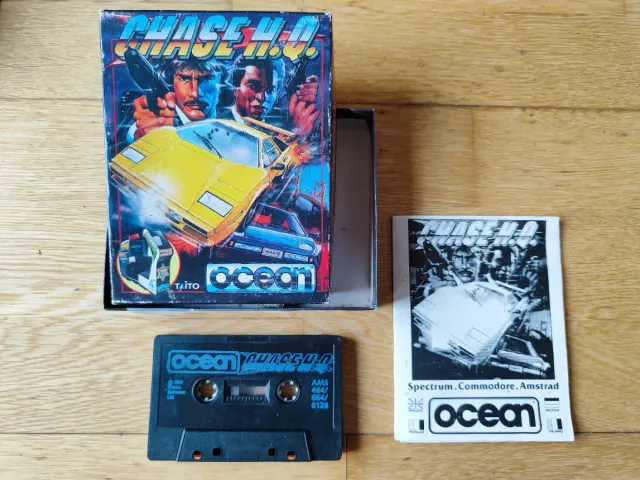 CHASE H.Q.
TAITO
ocean
ocean CHASE H.Q.
AMS
464/
664/
6128
CHASE H.Q.
Spectrum. Commodore. Amstrad
ocean